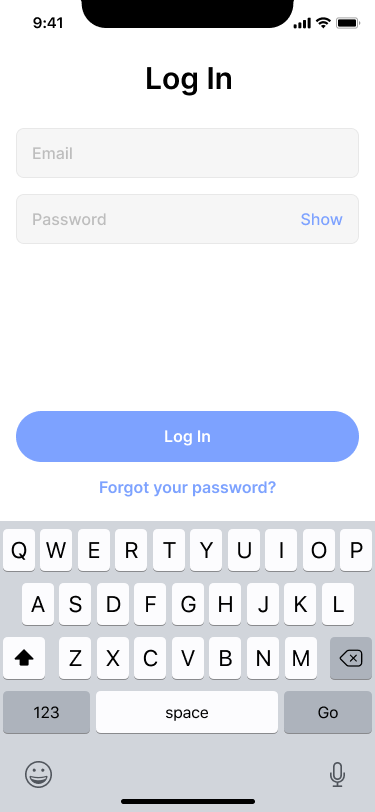 9:41
Log In
Email
Password Show
Log In
Forgot your password?
Q W E R T Y U I O P
A S D F G H J K L
Z X C V B N M
123 space Go